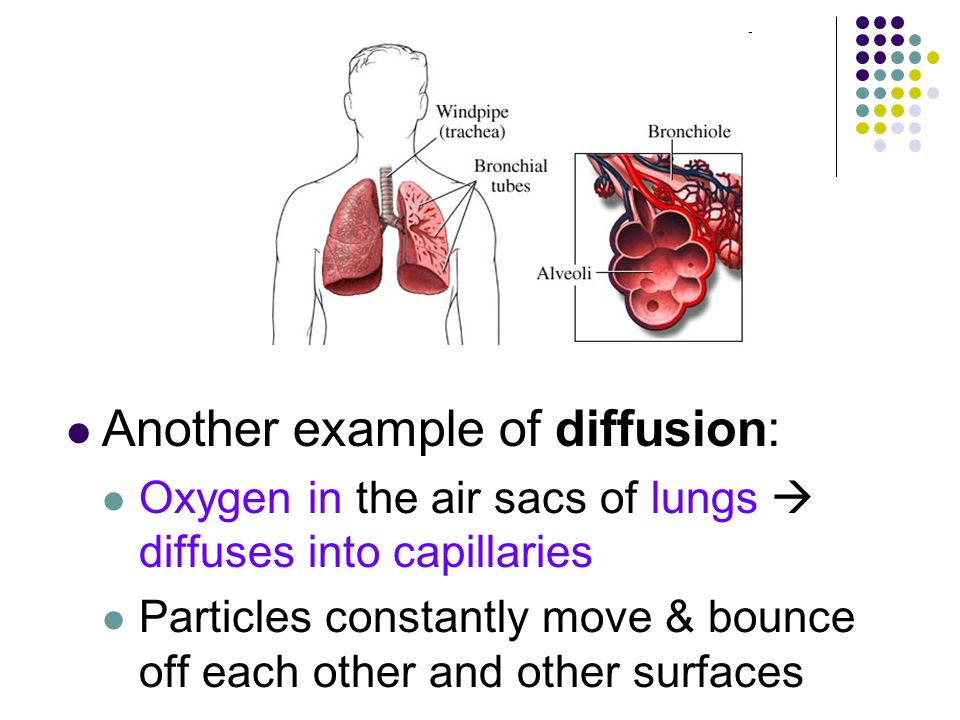 Windpipe
(trachea)
Bronchial
tubes
Bronchiole
Alveoli
● Another example of diffusion:
● Oxygen in the air sacs of lungs →
diffuses into capillaries
● Particles constantly move & bounce
off each other and other surfaces